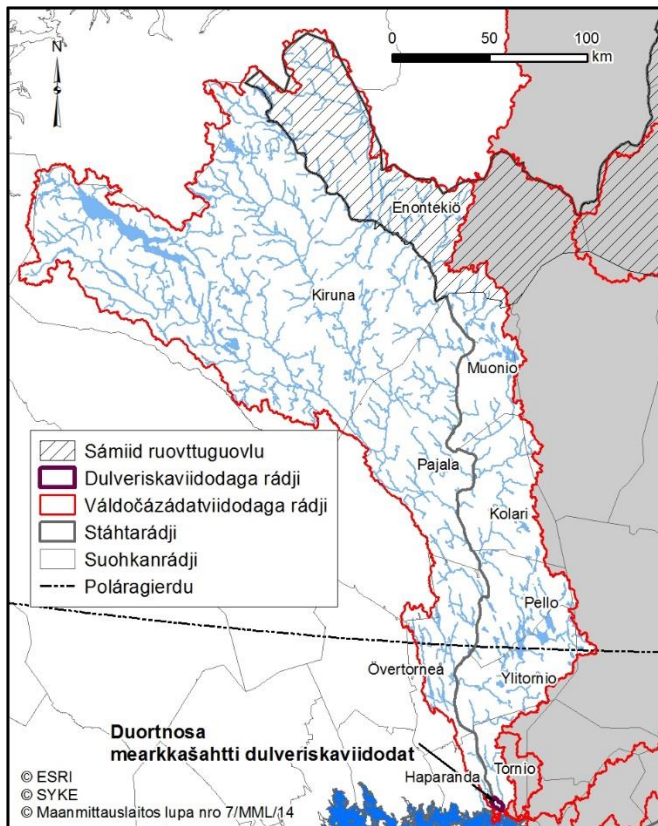 N
0 50 100
km
Enontekiö
Kiruna
Muonio
Sámiid ruovttuguovlu
Dulveriskaviidodaga rádji
Váldočázádatviidodaga rádji
Stáhtarádji
Suohkanrádji
Poláragierdu
Pajala
Kolari
Pello
Övertorneå
Ylitornio
Duortnosa
mearkkašahtti dulveriskaviidodat
Tornio
Haparanda
© ESRI
© SYKE
© Maanmittauslaitos lupa nro 7/MML/14